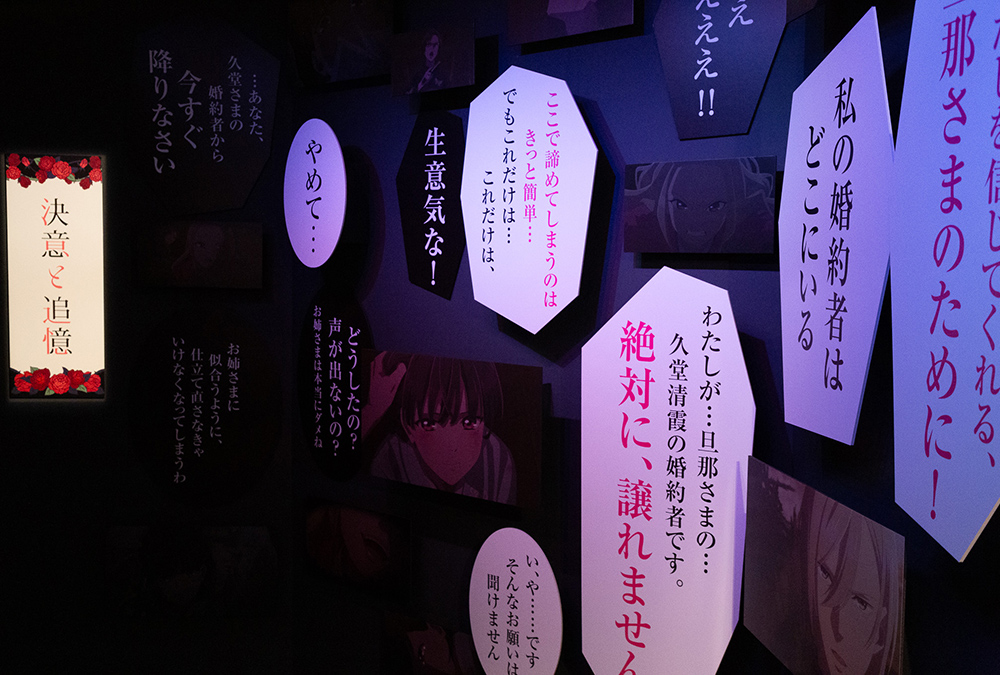 決意と追憶
…あなた、
久堂さまの
婚約者から
今すぐ
降りなさい
やめて…
生意気な！
ここで諦めてしまうのは
きっと簡単…
でもこれだけは…
これだけは、
え
えええ!!
私の婚約者は
どこにいる
を信じてくれる、
旦那さまのために！
どうしたの？
声が出ないの？
お姉さまは本当にダメね
お姉さまに
似合うように、
仕立て直さなきゃ
いけなくなってしまうわ
わたしが…旦那さまの…
久堂清霞の婚約者です。
絶対に、譲れません
い、や……です
そんなお願いは
聞けません